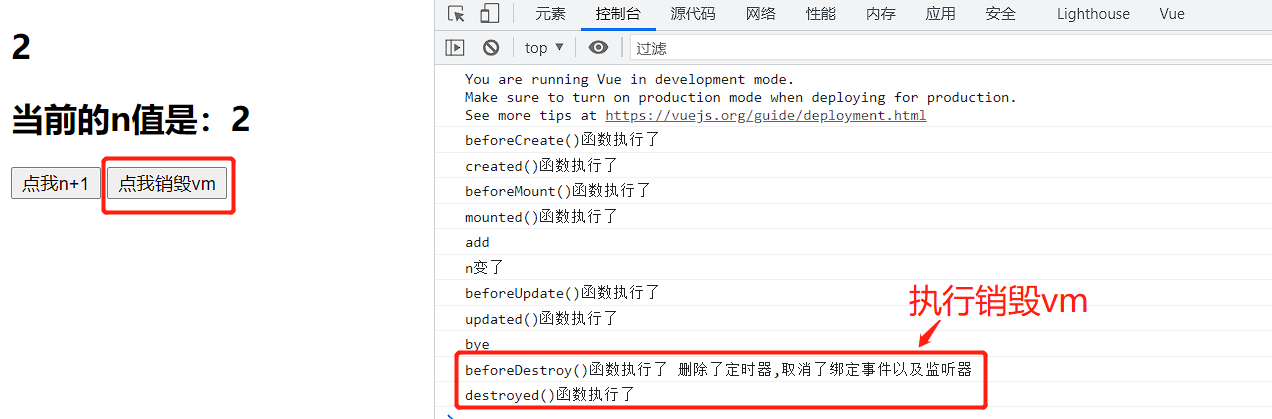 2
当前的n值是：2
点我n+1 点我销毁vm
元素 控制台 源代码 网络 性能 内存 应用 安全 Lighthouse Vue
top 过滤
You are running Vue in development mode.
Make sure to turn on production mode when deploying for production.
See more tips at https://vuejs.org/guide/deployment.html
beforeCreate()函数执行了
created()函数执行了
beforeMount()函数执行了
mounted()函数执行了
add
n变了
beforeUpdate()函数执行了
updated()函数执行了
执行销毁vm
bye
beforeDestroy()函数执行了 删除了定时器,取消了绑定事件以及监听器
destroyed()函数执行了